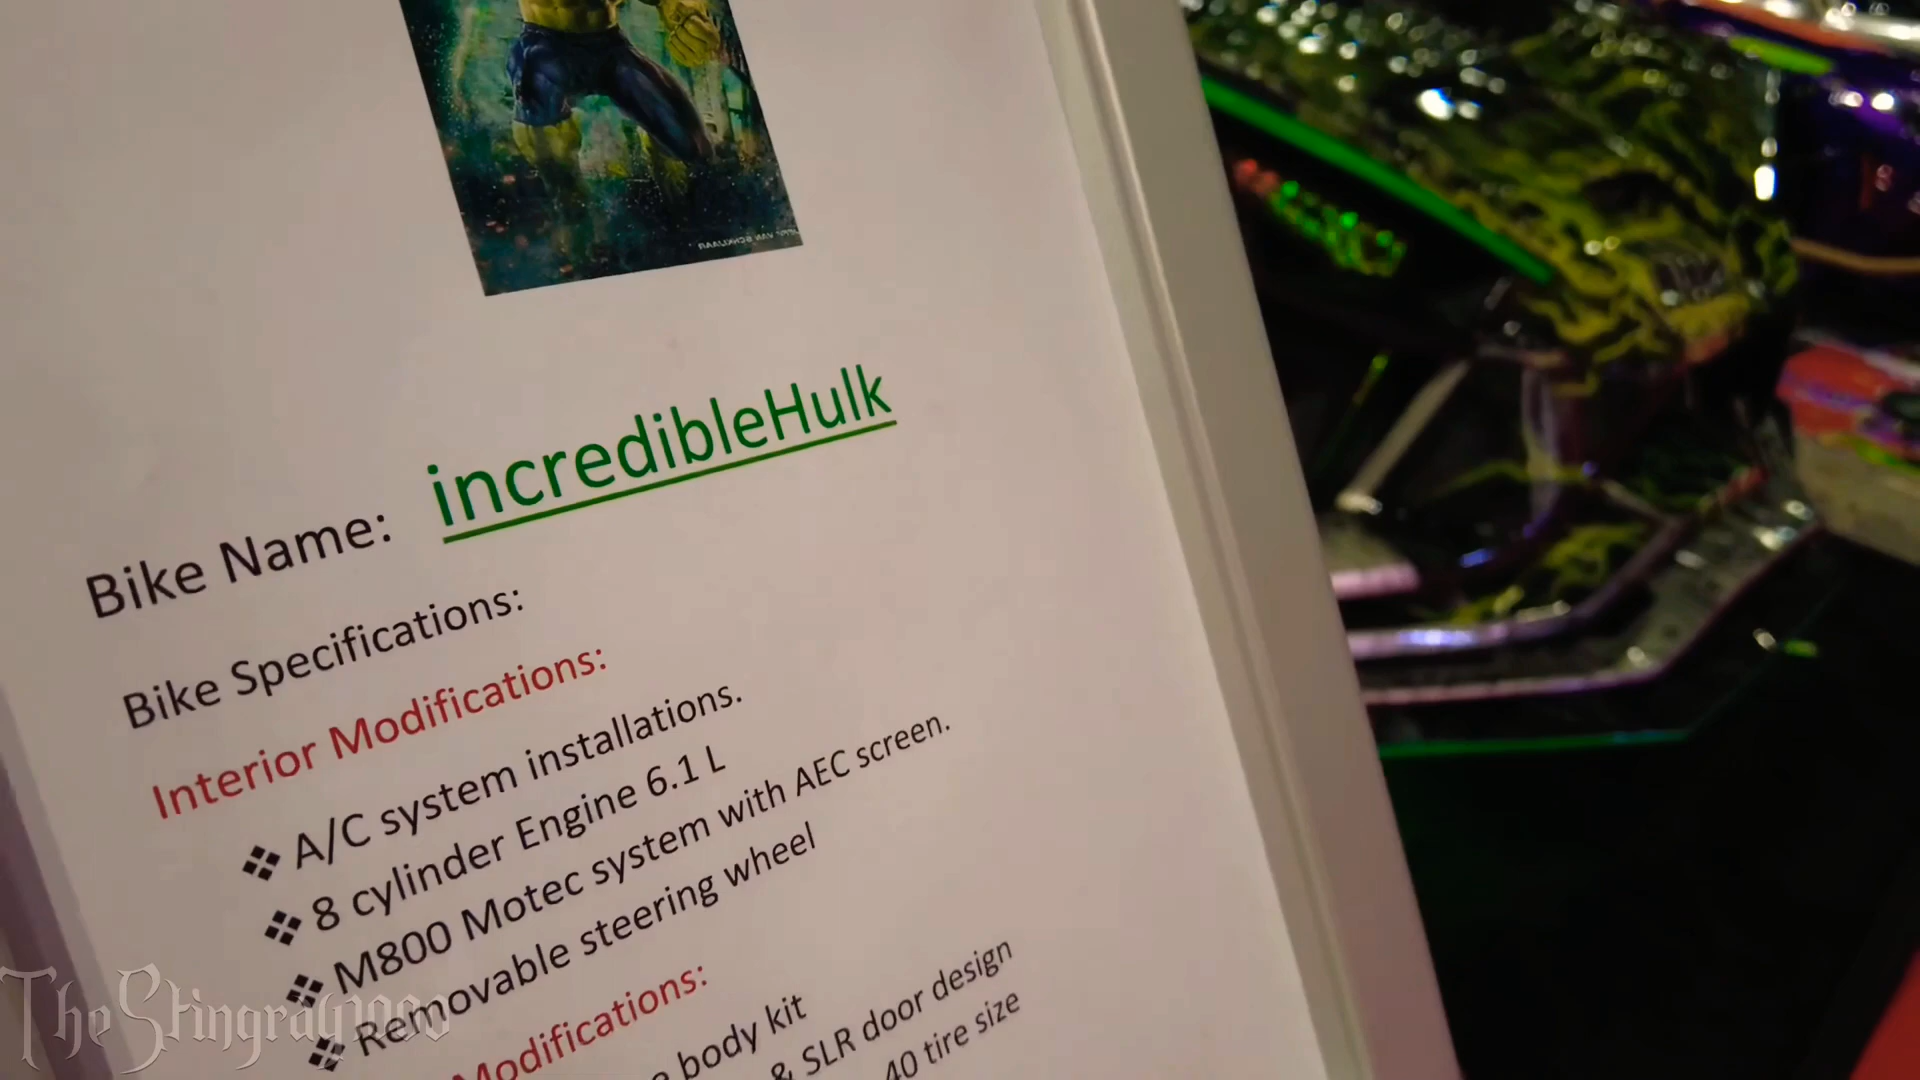 Bike Name: incredibleHulk
Bike Specifications:
Interior Modifications:
❖ A/C system installations.
❖ 8 cylinder Engine 6.1 L
❖ M800 Motec system with AEC screen.
❖ Removable steering wheel
Modifications:
body kit
& SLR door design
40 tire size
TheStingray1980